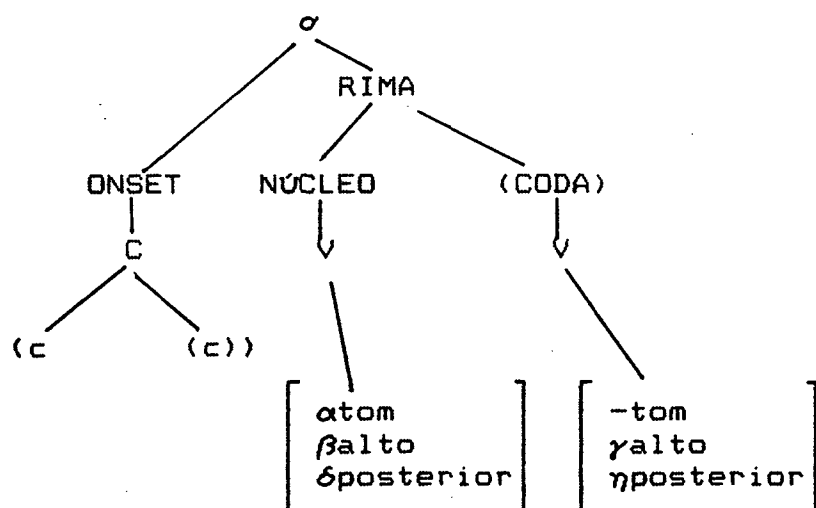 σ
RIMA
ONSET NÚCLEO (CODA)
C V V
(c (c))
αtom -tom
βalto γalto
δposterior ηposterior